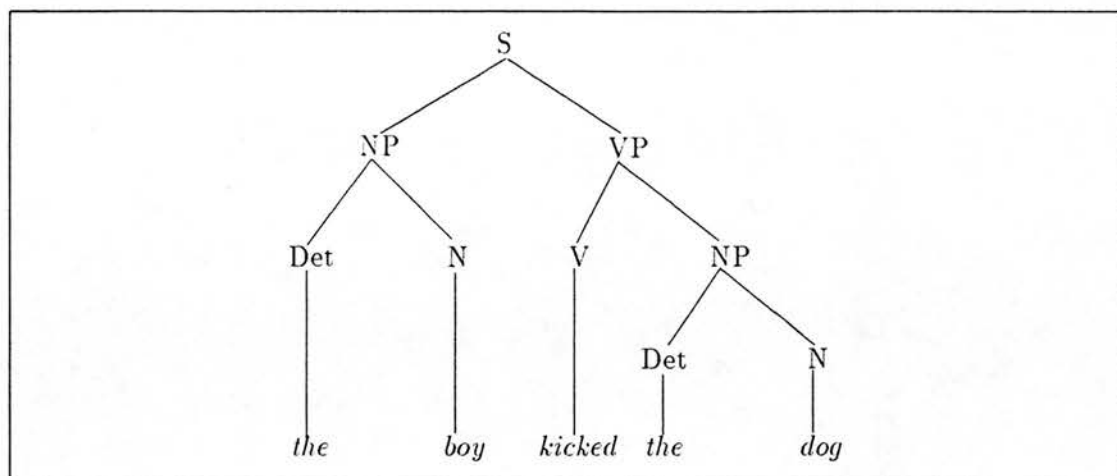 S
NP VP
Det N V NP
Det N
the boy kicked the dog